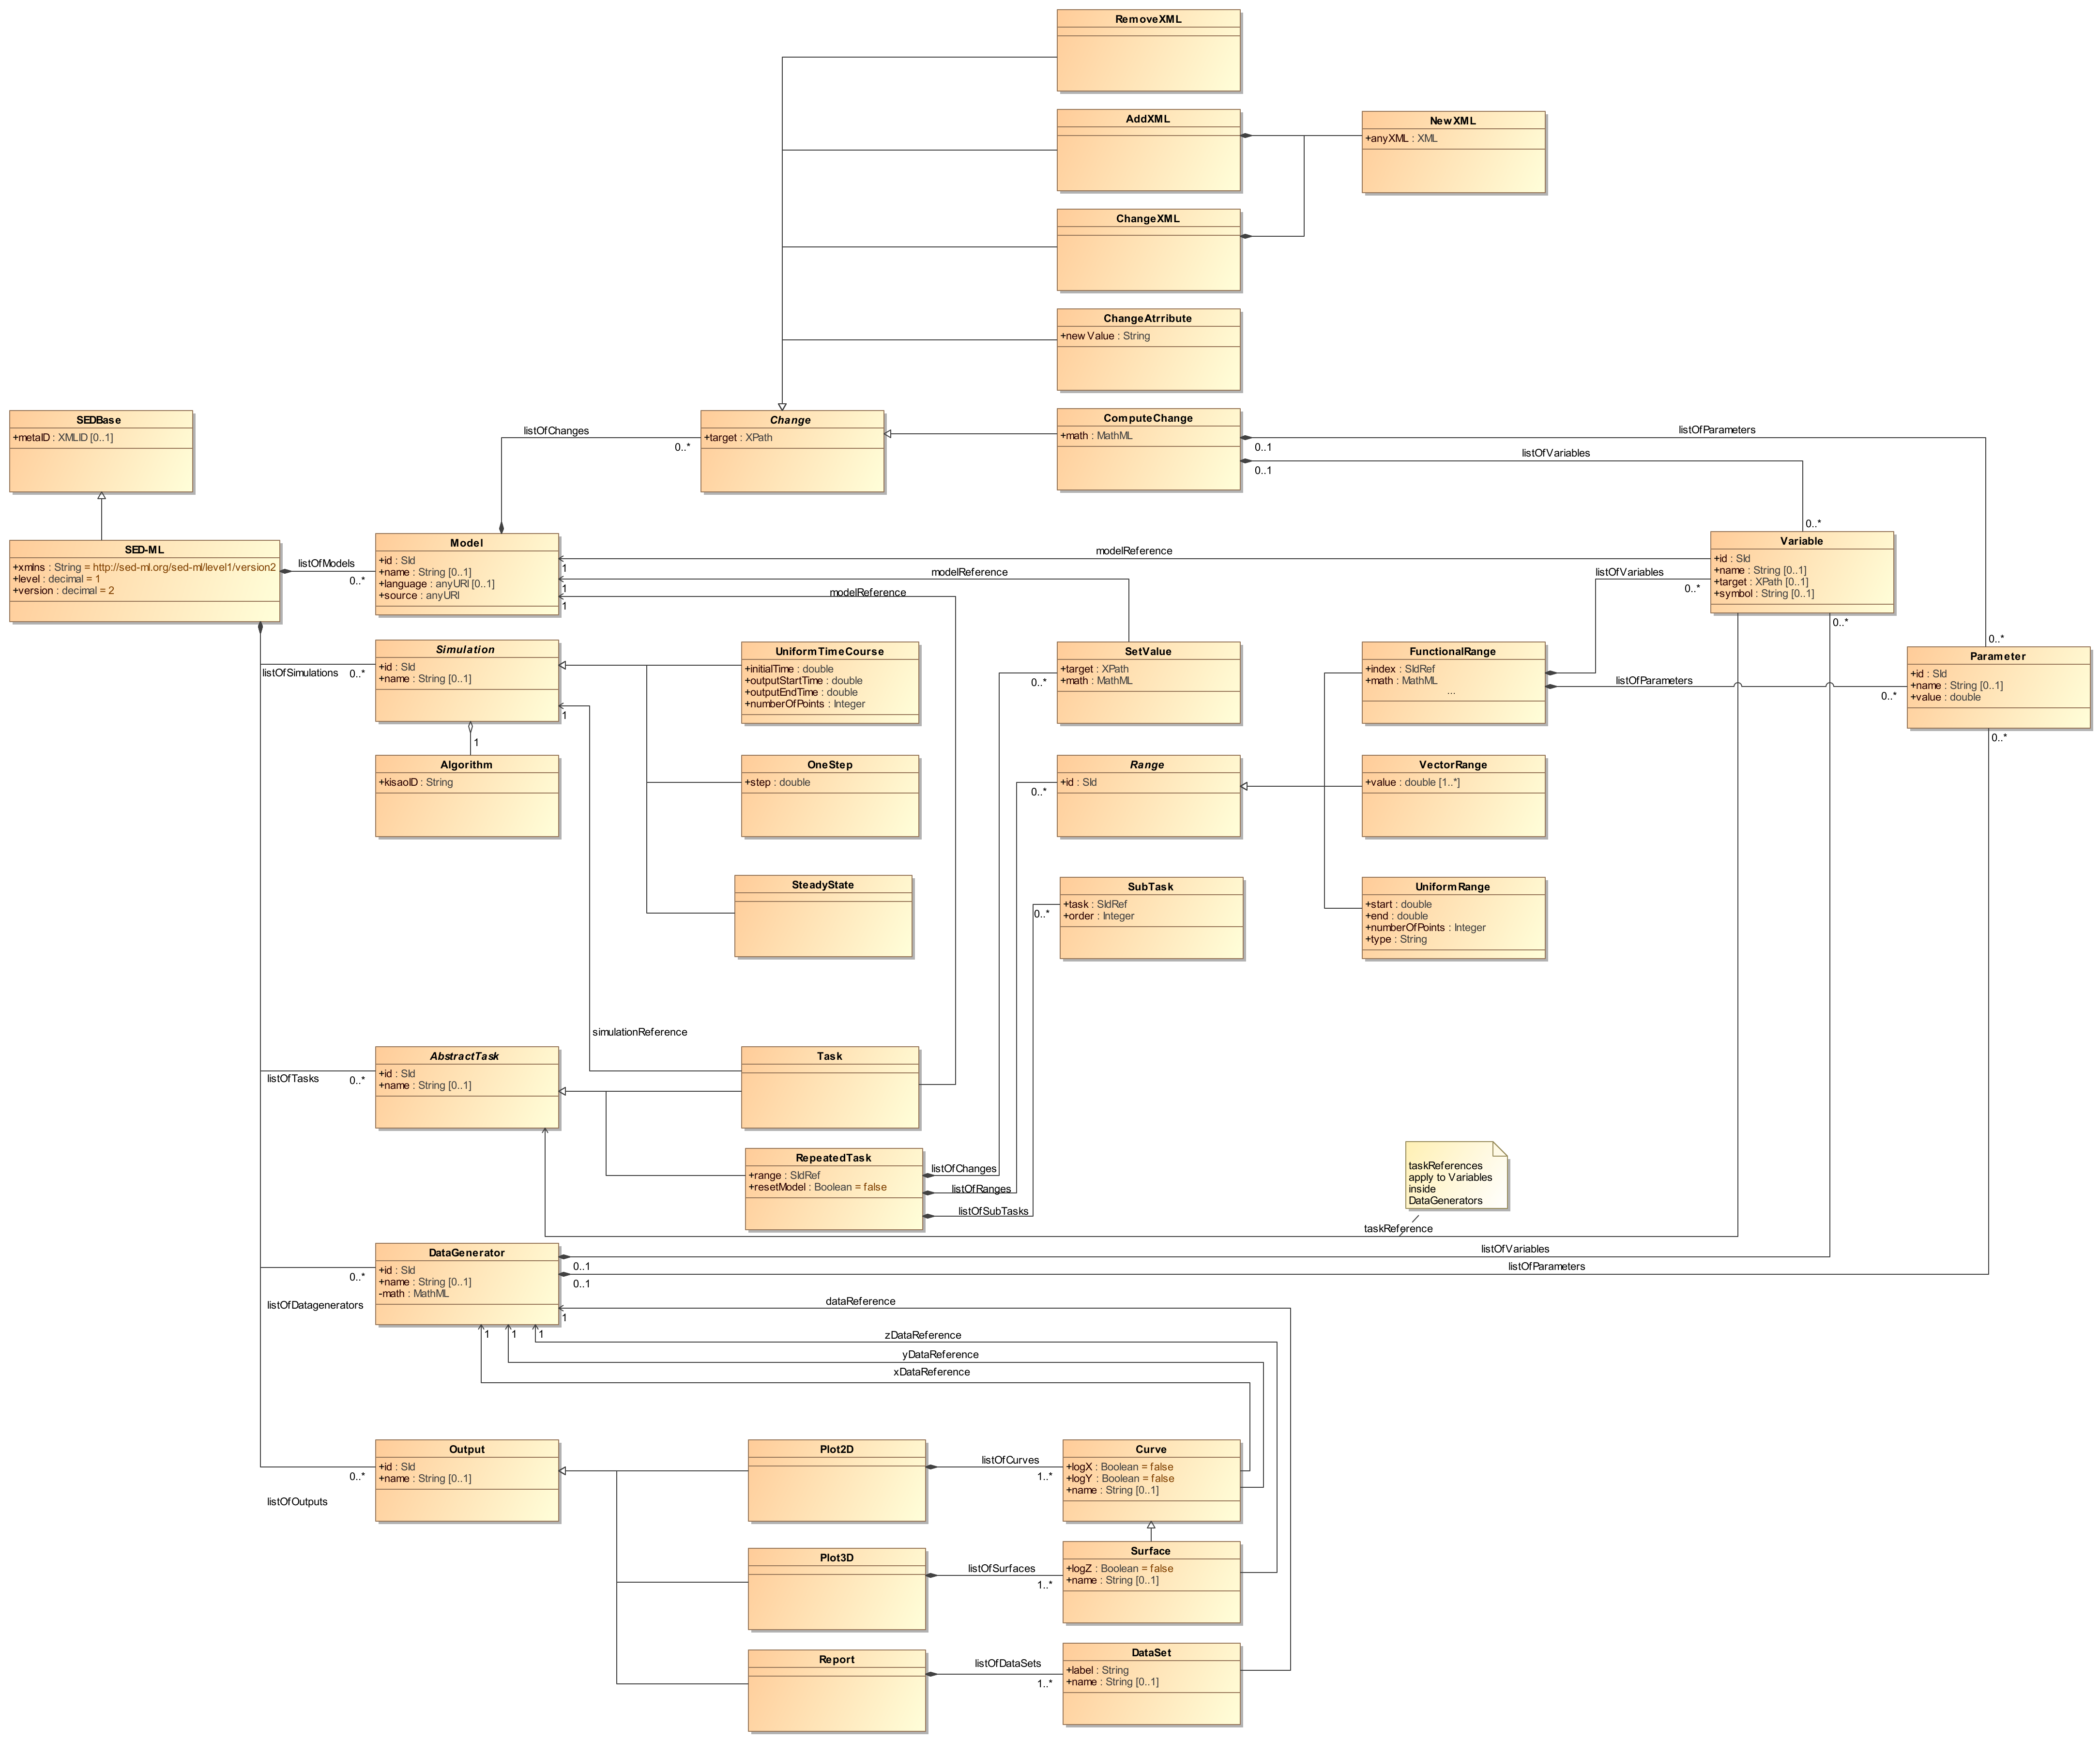 RemoveXML
AddXML
NewXML
+anyXML : XML
ChangeXML
ChangeAtrribute
+newValue : String
SEDBase
+metaID : XMLID [0..1]
listOfChanges
0..*
Change
+target : XPath
ComputeChange
+math : MathML
0..1
0..1
listOfParameters
listOfVariables
0..*
SED-ML
+xmlns : String = http://sed-ml.org/sed-ml/level1/version2
+level : decimal = 1
+version : decimal = 2
listOfModels
0..*
Model
+id : SId
+name : String [0..1]
+language : anyURI [0..1]
+source : anyURI
1
1
1
modelReference
modelReference
modelReference
Variable
+id : SId
+name : String [0..1]
+target : XPath [0..1]
+symbol : String [0..1]
listOfVariables
0..*
0..*
listOfSimulations
0..*
Simulation
+id : SId
+name : String [0..1]
1
1
UniformTimeCourse
+initialTime : double
+outputStartTime : double
+outputEndTime : double
+numberOfPoints : Integer
SetValue
+target : XPath
+math : MathML
0..*
FunctionalRange
+index : SIdRef
+math : MathML
...
listOfParameters
0..*
0..*
Parameter
+id : SId
+name : String [0..1]
+value : double
0..*
Algorithm
+kisaoID : String
OneStep
+step : double
0..*
Range
+id : SId
VectorRange
+value : double [1..*]
SteadyState
0..*
SubTask
+task : SIdRef
+order : Integer
UniformRange
+start : double
+end : double
+numberOfPoints : Integer
+type : String
simulationReference
listOfTasks
0..*
AbstractTask
+id : SId
+name : String [0..1]
Task
RepeatedTask
+range : SIdRef
+resetModel : Boolean = false
listOfChanges
listOfRanges
listOfSubTasks
taskReferences
apply to Variables
inside
DataGenerators
taskReference
0..*
listOfDatagenerators
DataGenerator
+id : SId
+name : String [0..1]
-math : MathML
0..1
0..1
listOfVariables
listOfParameters
1
dataReference
1
1
1
zDataReference
yDataReference
xDataReference
0..*
listOfOutputs
Output
+id : SId
+name : String [0..1]
Plot2D
listOfCurves
1..*
Curve
+logX : Boolean = false
+logY : Boolean = false
+name : String [0..1]
Plot3D
listOfSurfaces
1..*
Surface
+logZ : Boolean = false
+name : String [0..1]
Report
listOfDataSets
1..*
DataSet
+label : String
+name : String [0..1]